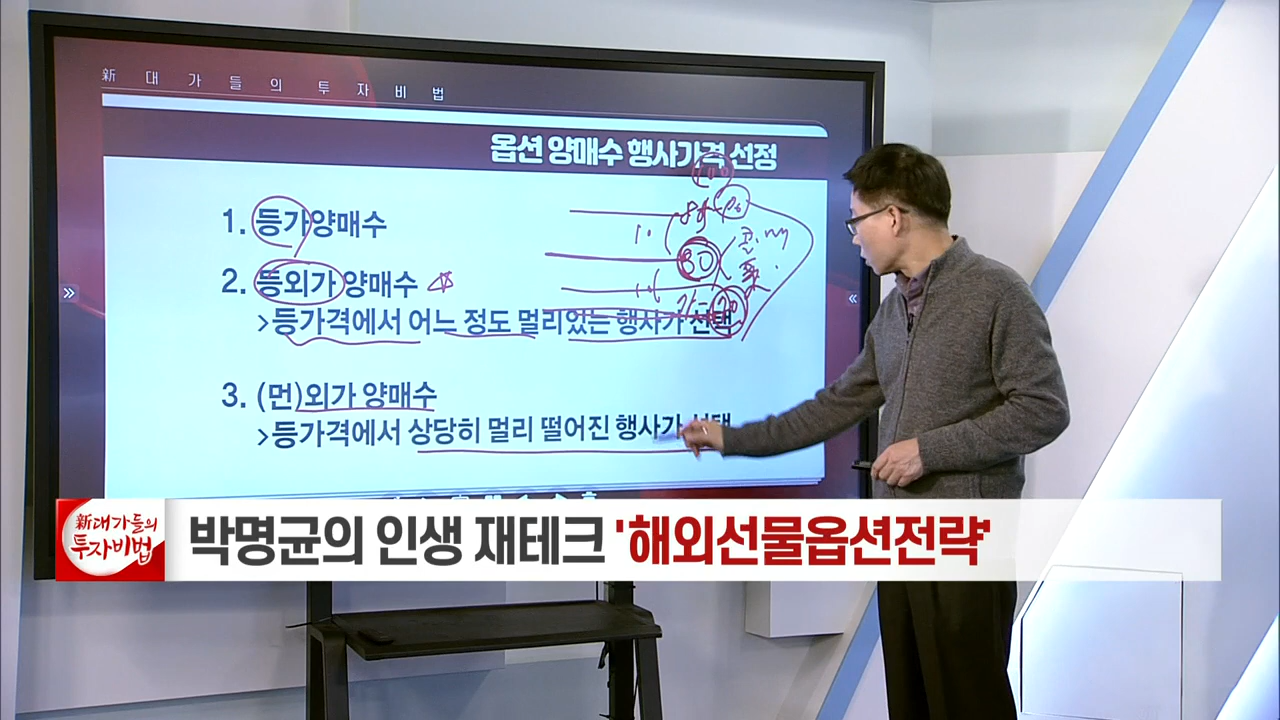 新 대가들의 투자비법
옵션 양매수 행사가격 선정
100
1. 등가양매수
2. 등외가 양매수
>등가격에서 어느 정도 멀리있는 행사가 선택
80
콜
풋
3. (먼)외가 양매수
>등가격에서 상당히 멀리 떨어진 행사가 선택
新대가들의
투자비법
박명균의 인생 재테크 '해외선물옵션전략'